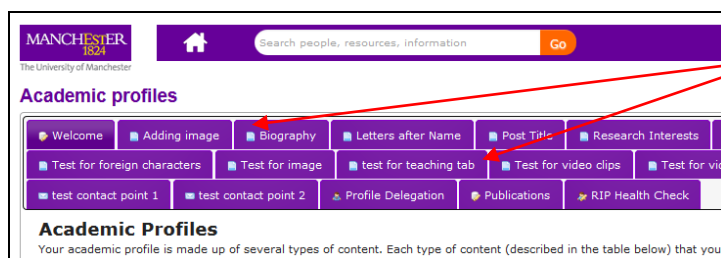 MANCHESTER
1824
The University of Manchester
Search people, resources, information
Go
Academic profiles
Welcome
Adding image
Biography
Letters after Name
Post Title
Research Interests
Test for foreign characters
Test for image
test for teaching tab
Test for video clips
Test for
test contact point 1
test contact point 2
Profile Delegation
Publications
RIP Health Check
Academic Profiles
Your academic profile is made up of several types of content. Each type of content (described in the table below) that you